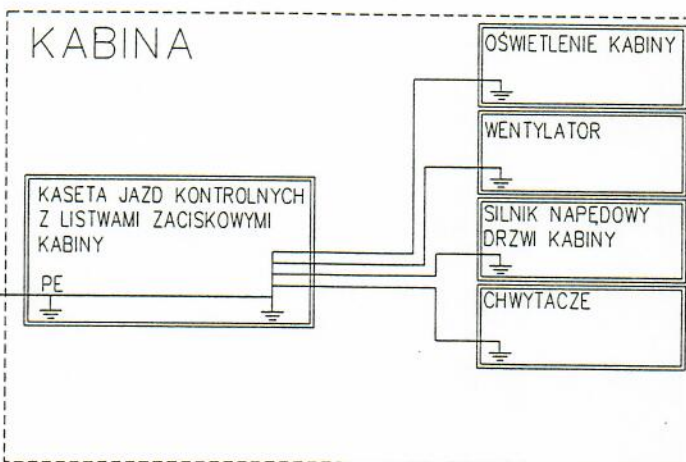 KABINA
OŚWIETLENIE KABINY
WENTYLATOR
KASETA JAZD KONTROLNYCH
Z LISTWAMI ZACISKOWYMI
KABINY
PE
SILNIK NAPĘDOWY
DRZWI KABINY
CHWYTACZE